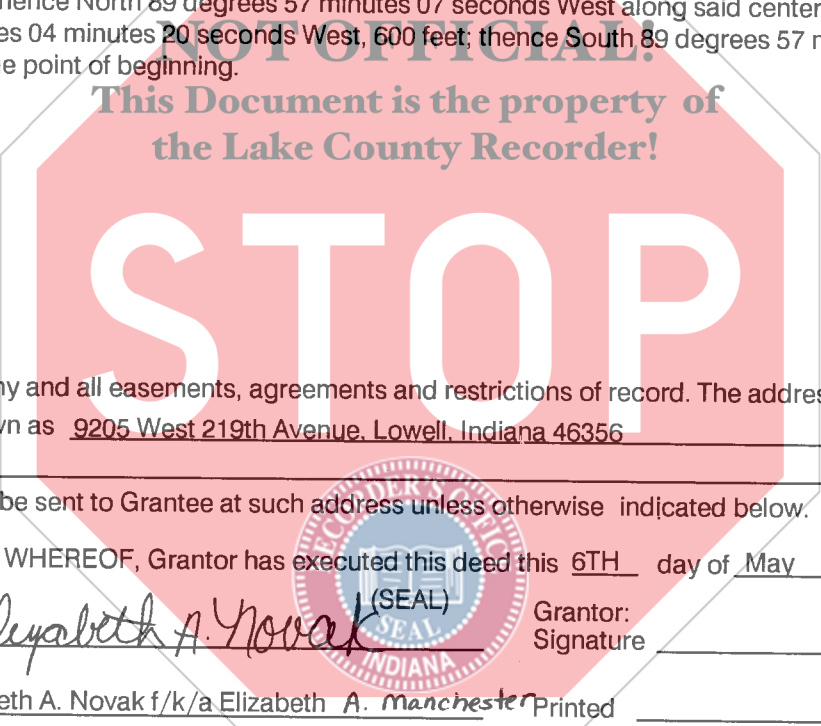 hence North 89 degrees 57 minutes 07 seconds West along said center
es 04 minutes 20 seconds West, 600 feet; thence South 89 degrees 57 m
e point of beginning.
NOT OFFICIAL!
This Document is the property of
the Lake County Recorder!
STOP
ny and all easements, agreements and restrictions of record. The addres
vn as 9205 West 219th Avenue, Lowell, Indiana 46356
be sent to Grantee at such address unless otherwise indicated below.
WHEREOF, Grantor has executed this deed this 6TH day of May
RECORDER'S OFFICE
SEAL
INDIANA
(SEAL)
Grantor:
Elizabeth A. Novak
Signature
eth A. Novak f/k/a Elizabeth A. Manchester Printed